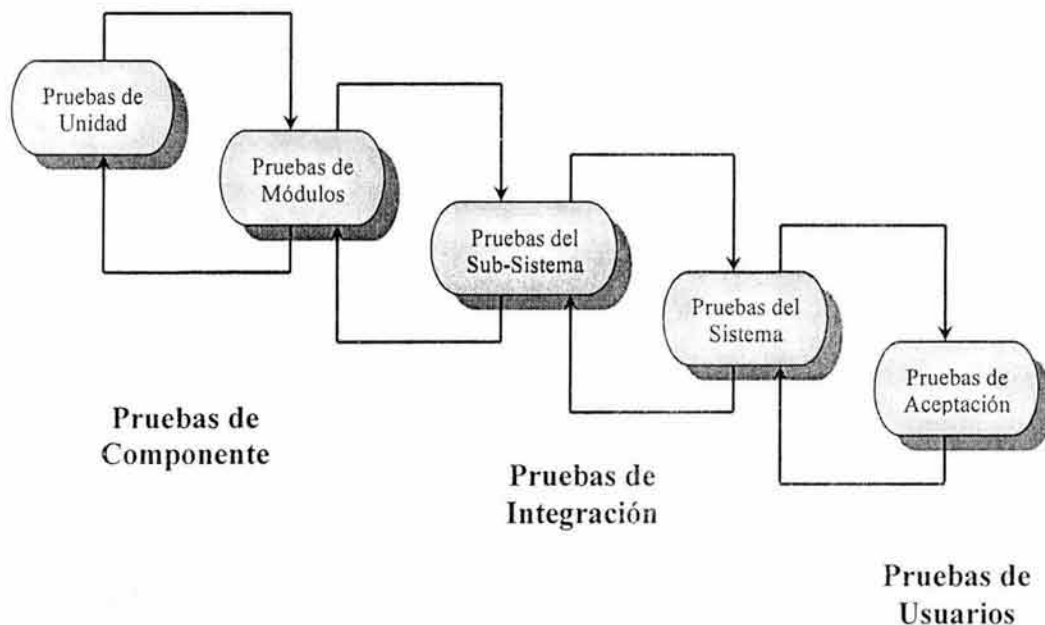 Pruebas de
Unidad
Pruebas de
Módulos
Pruebas del
Sub-Sistema
Pruebas del
Sistema
Pruebas de
Aceptación
Pruebas de
Componente
Pruebas de
Integración
Pruebas de
Usuarios